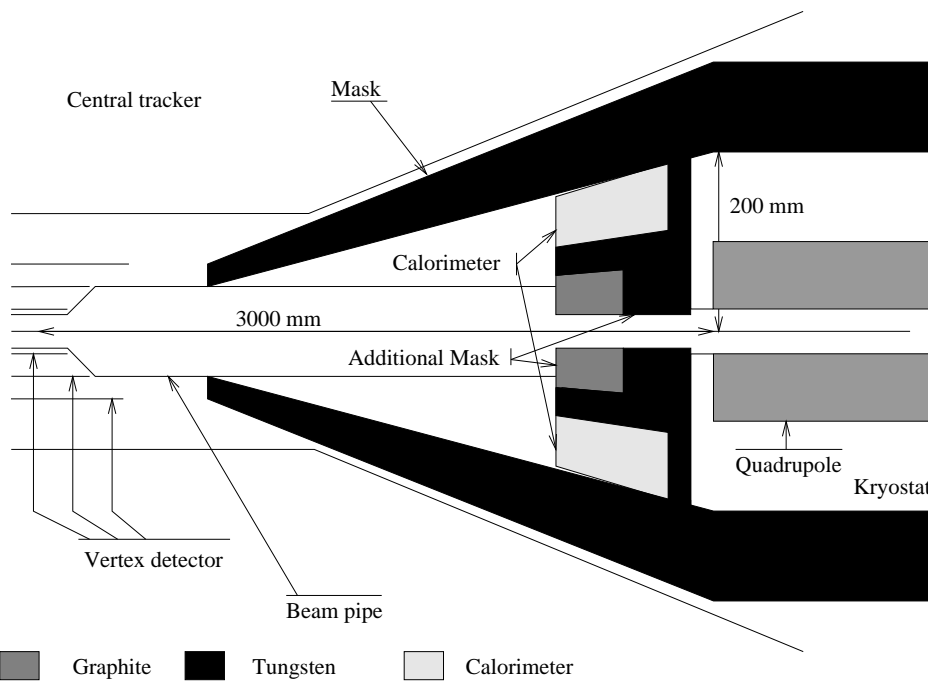 Mask
Central tracker
200 mm
Calorimeter
3000 mm
Additional Mask
Quadrupole
Kryostat
Vertex detector
Beam pipe
Graphite
Tungsten
Calorimeter